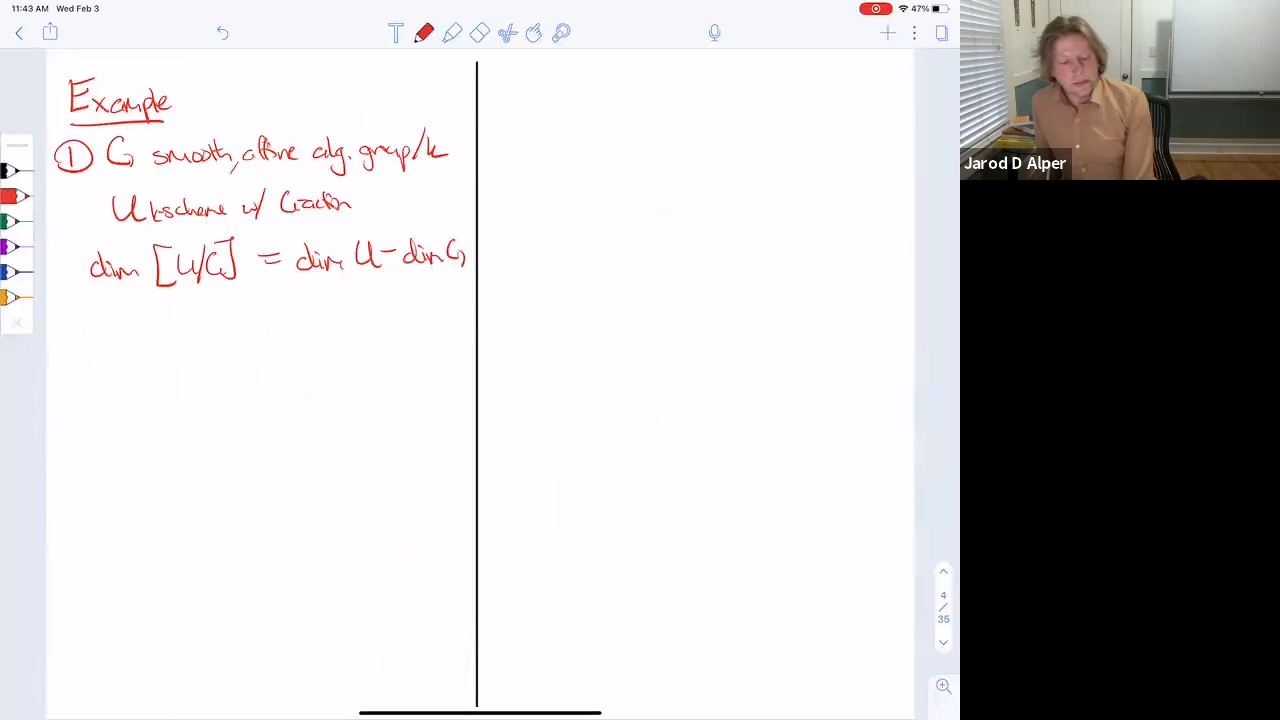 11:43 AM Wed Feb 3
47%
Example
① G smooth, affine alg. group/k
U k-scheme w/ G-action
dim [U/G] = dim U - dim G
4
/
35
Jarod D Alper